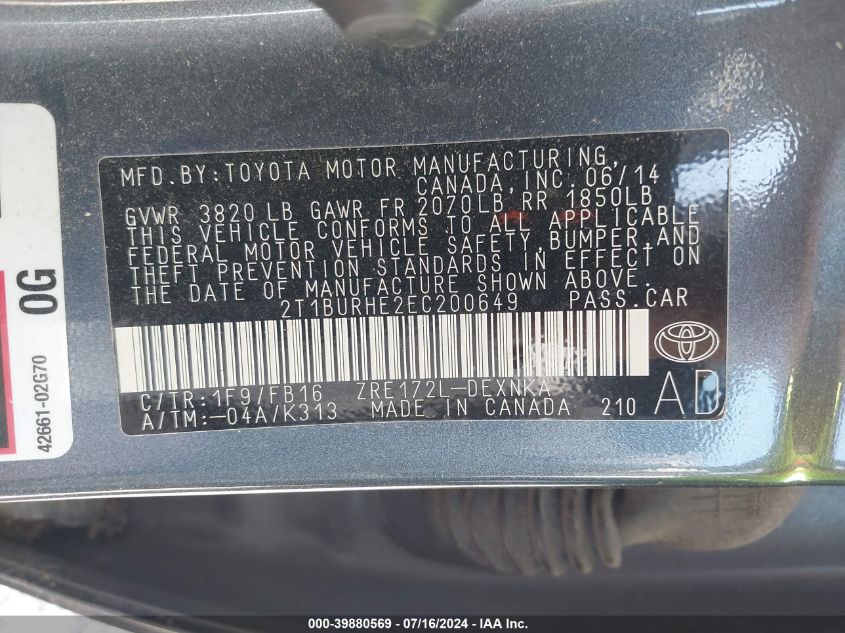 MFD. BY: TOYOTA MOTOR MANUFACTURING,
CANADA, INC. 06/14
GVWR 3820 LB GAWR FR 2070LB RR 1850LB
THIS VEHICLE CONFORMS TO ALL APPLICABLE
FEDERAL MOTOR VEHICLE SAFETY, BUMPER, AND
THEFT PREVENTION STANDARDS IN EFFECT ON
THE DATE OF MANUFACTURE SHOWN ABOVE.
2T1BURHE2EC200649 PASS. CAR
C/TR: 1F9/FB16 ZRE172L-DEXNKA
A/TM: -04A/K313 MADE IN CANADA 210
AD
0G
42661-02G70
000-39880569 / 07/16/2024 - IAA Inc.